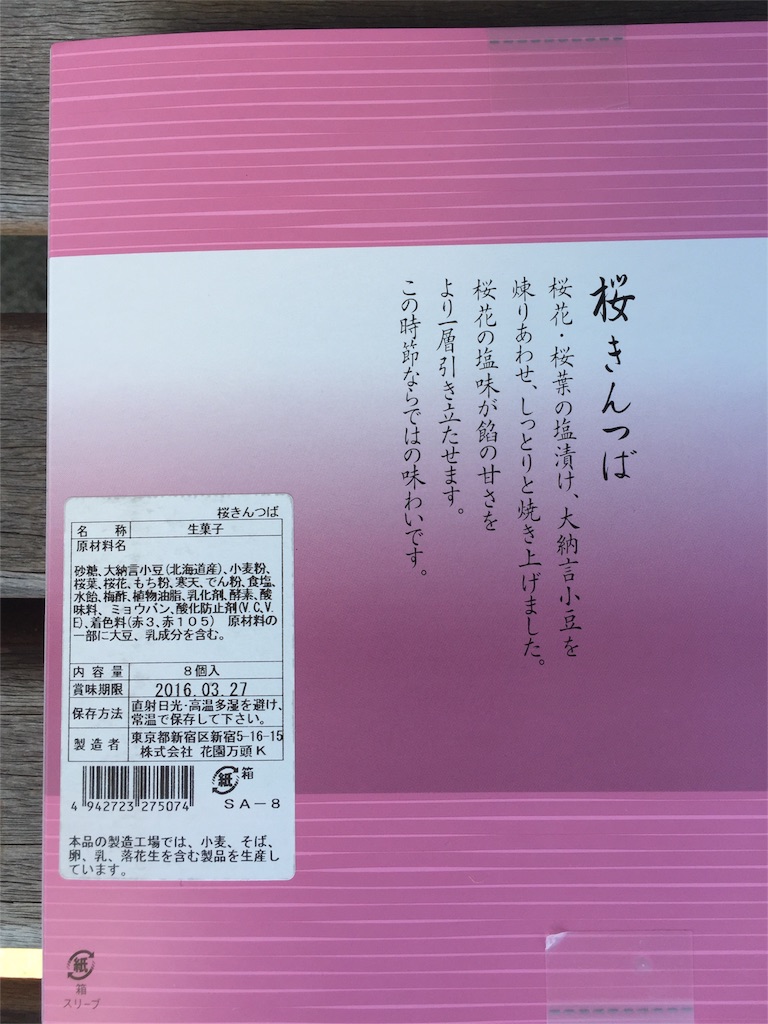 桜きんつば
桜花・桜葉の塩漬け、大納言小豆を
煉りあわせ、しっとりと焼き上げました。
桜花の塩味が餡の甘さを
より一層引き立たせます。
この時節ならではの味わいです。
桜きんつば
名　称　生菓子
原材料名
砂糖、大納言小豆(北海道産)、小麦粉、
桜葉、桜花、もち粉、寒天、でん粉、食塩、
水飴、梅酢、植物油脂、乳化剤、酵素、酸
味料、ミョウバン、酸化防止剤(V.C,V.
E)、着色料(赤3、赤105)　原材料の
一部に大豆、乳成分を含む。
内容量　8個入
賞味期限　2016.03.27
保存方法　直射日光・高温多湿を避け、
常温で保存して下さい。
製造者　東京都新宿区新宿5-16-15
株式会社 花園万頭 K
紙 箱
4 942723 275074　SA-8
本品の製造工場では、小麦、そば、
卵、乳、落花生を含む製品を生産し
ています。
紙
箱
スリーブ